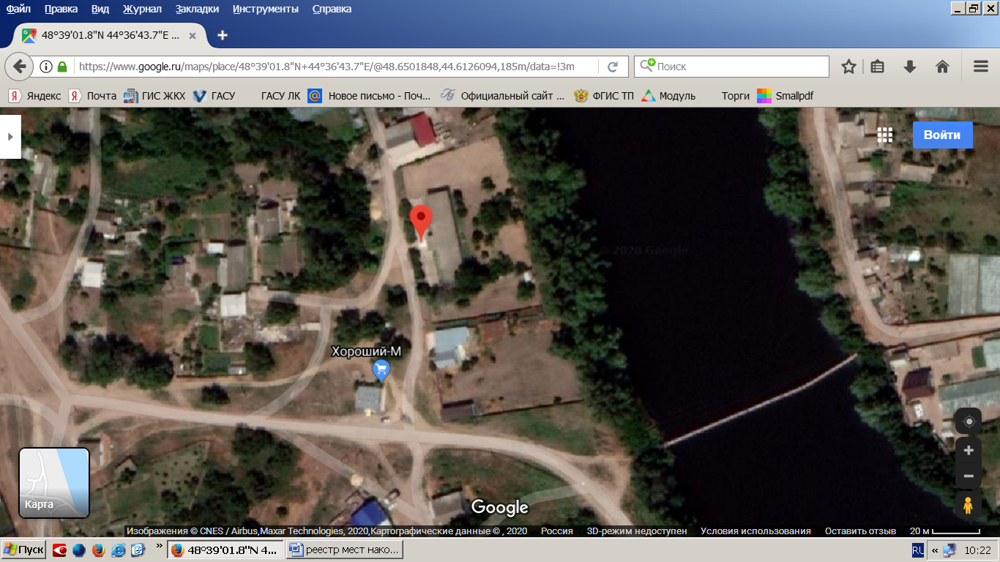 Файл Правка Вид Журнал Закладки Инструменты Справка
48°39'01.8"N 44°36'43.7"E ...
https://www.google.ru/maps/place/48°39'01.8"N+44°36'43.7"E/@48.6501848,44.6126094,185m/data=!3m
Поиск
Яндекс Почта ГИС ЖКХ ГАСУ ГАСУ ЛК Новое письмо - Поч... Официальный сайт ... ФГИС ТП Модуль Торги Smallpdf
Войти
© 2020 Google
Хороший-М
Карта
Google
Изображения © CNES / Airbus,Maxar Technologies, 2020,Картографические данные © , 2020 Россия 3D-режим недоступен Условия использования Оставить отзыв 20 м
Пуск » 48°39'01.8"N 4... реестр мест нако... RU « 10:22